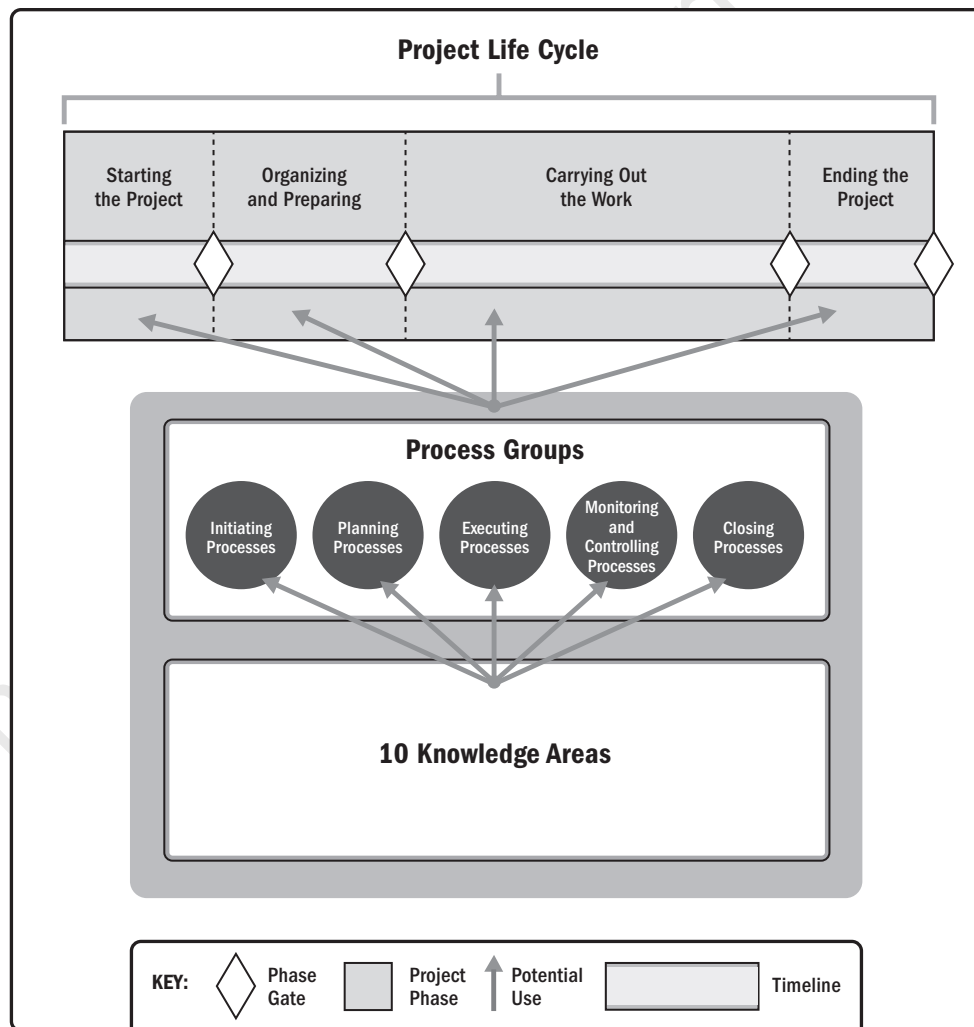 Project Life Cycle
Starting
the Project
Organizing
and Preparing
Carrying Out
the Work
Ending the
Project
Process Groups
Initiating
Processes
Planning
Processes
Executing
Processes
Monitoring
and
Controlling
Processes
Closing
Processes
10 Knowledge Areas
KEY:
Phase
Gate
Project
Phase
Potential
Use
Timeline